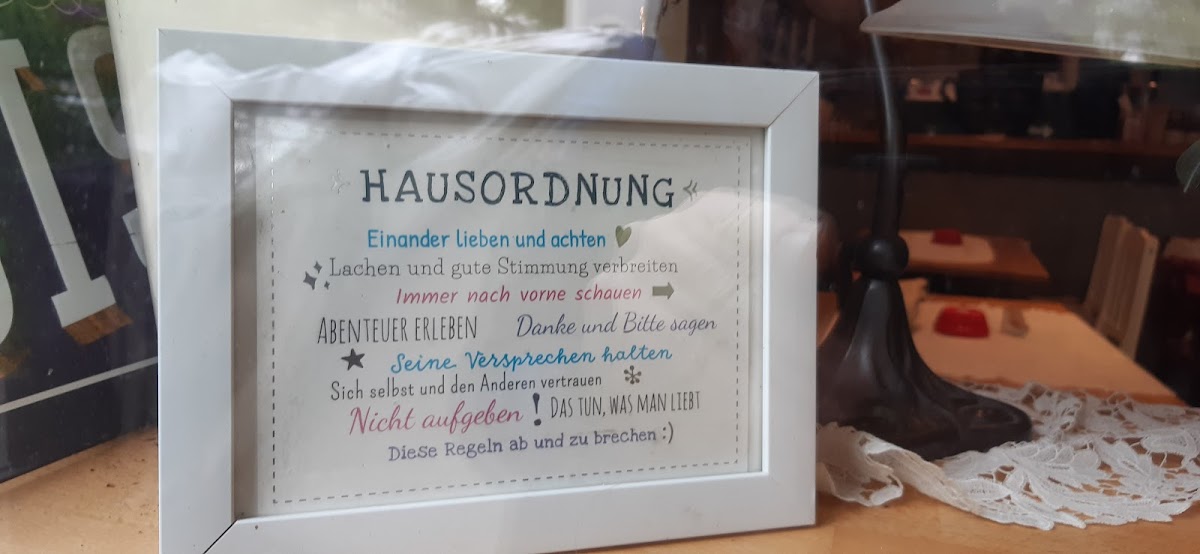 HAUSORDNUNG
Einander lieben und achten
Lachen und gute Stimmung verbreiten
Immer nach vorne schauen
ABENTEUER ERLEBEN Danke und Bitte sagen
Seine Versprechen halten
Sich selbst und den Anderen vertrauen
Nicht aufgeben! DAS TUN, WAS MAN LIEBT
Diese Regeln ab und zu brechen :)